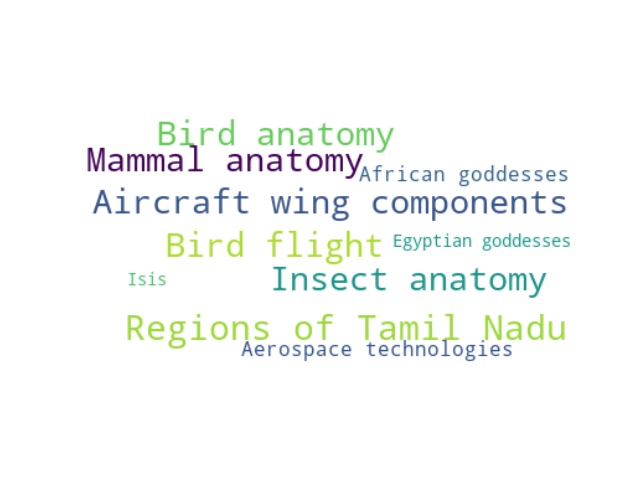 Bird anatomy
Mammal anatomy
African goddesses
Aircraft wing components
Bird flight
Egyptian goddesses
Isis
Insect anatomy
Regions of Tamil Nadu
Aerospace technologies